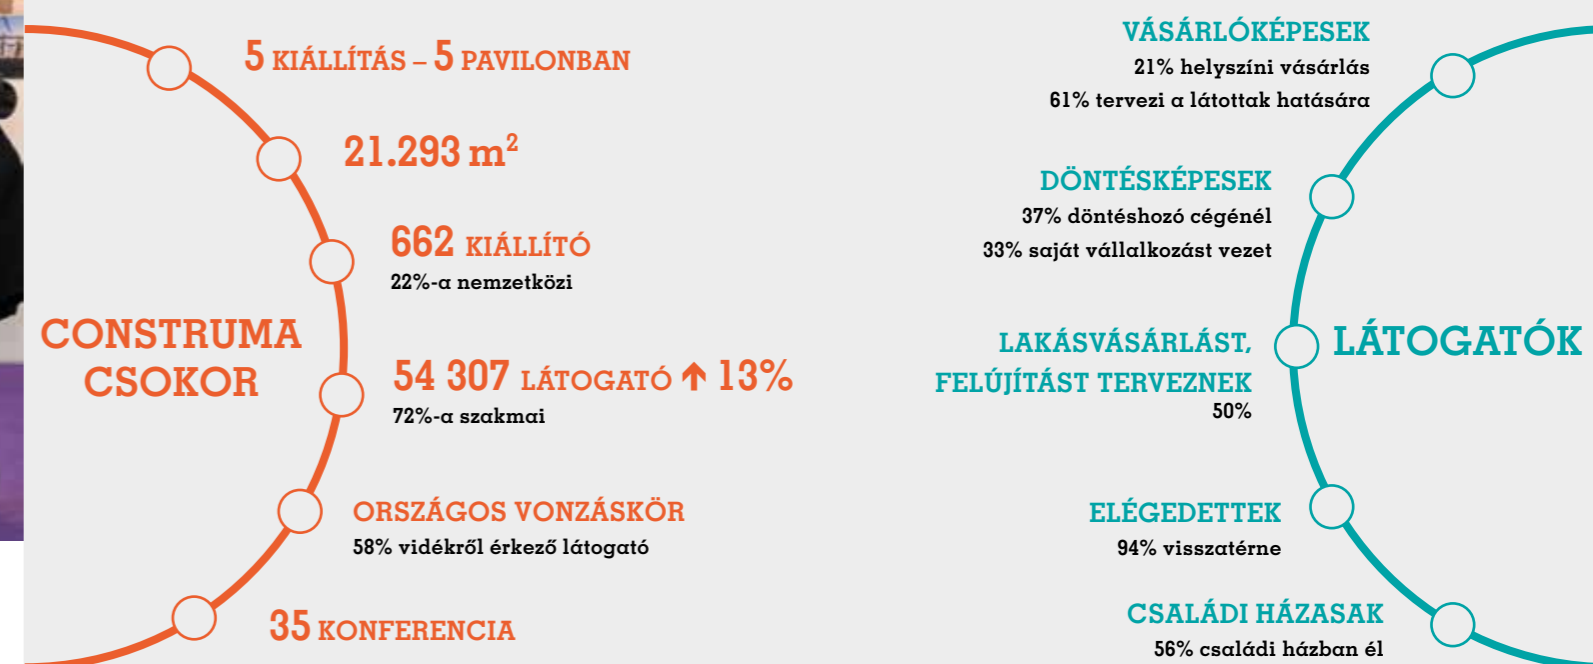 5 KIÁLLÍTÁS – 5 PAVILONBAN
21.293 m²
662 KIÁLLÍTÓ
22%-a nemzetközi
CONSTRUMA
CSOKOR
54 307 LÁTOGATÓ ↑ 13%
72%-a szakmai
ORSZÁGOS VONZÁSKÖR
58% vidékről érkező látogató
35 KONFERENCIA
VÁSÁRLÓKÉPESEK
21% helyszíni vásárlás
61% tervezi a látottak hatására
DÖNTÉSKÉPESEK
37% döntéshozó cégénél
33% saját vállalkozást vezet
LAKÁSVÁSÁRLÁST,
FELÚJÍTÁST TERVEZNEK
50%
LÁTOGATÓK
ELÉGEDETTEK
94% visszatérne
CSALÁDI HÁZASAK
56% családi házban él